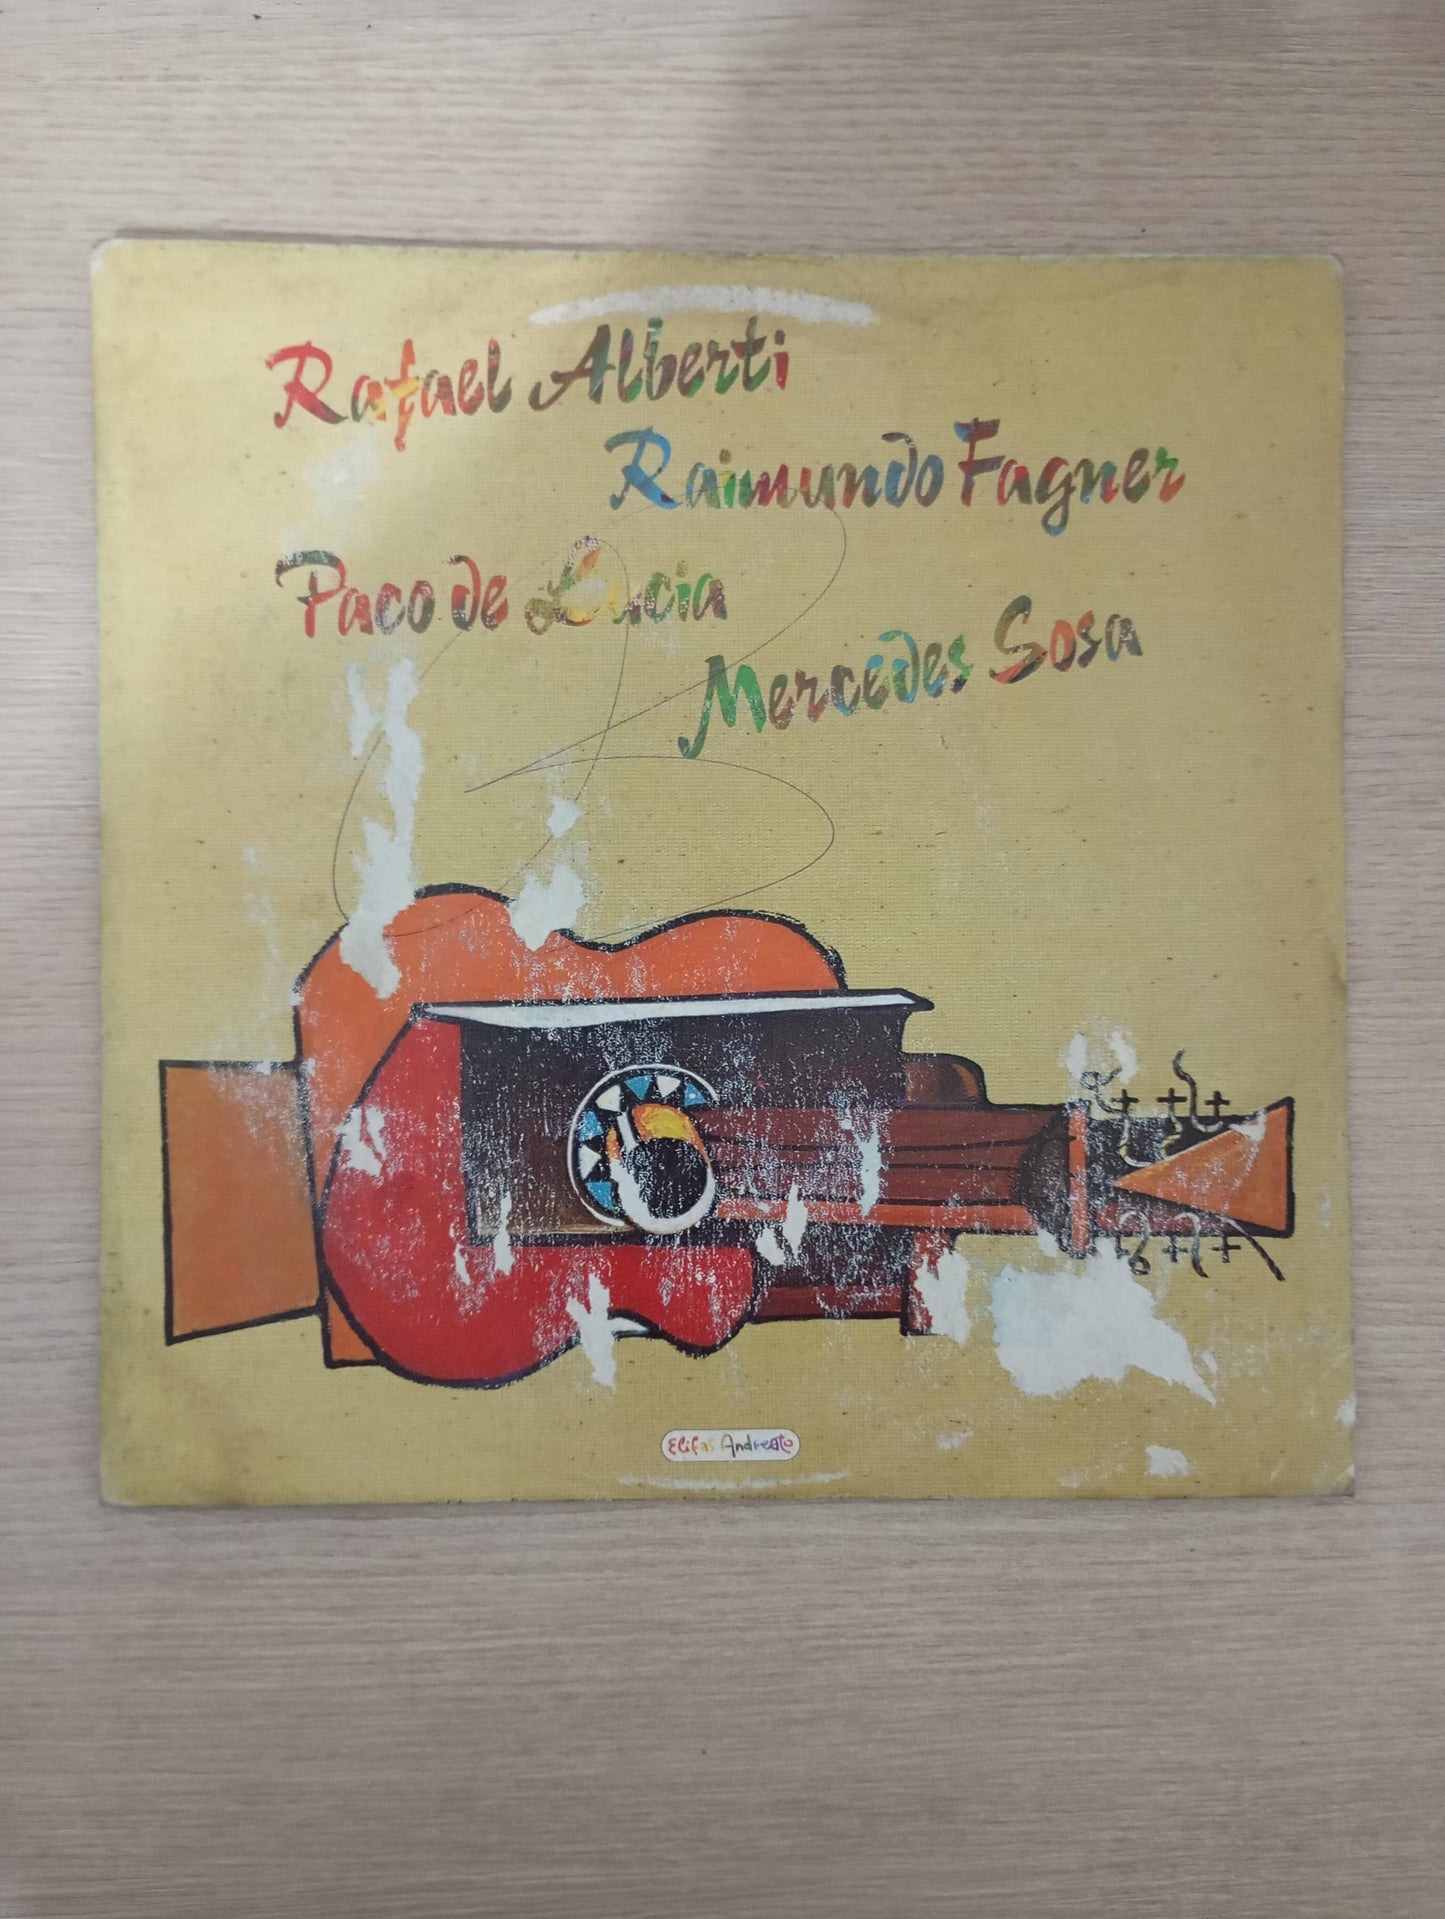 Rafael Alberti
Raimundo Fagner
Paco de Lucia
Mercedes Sosa
Elifas Andreato